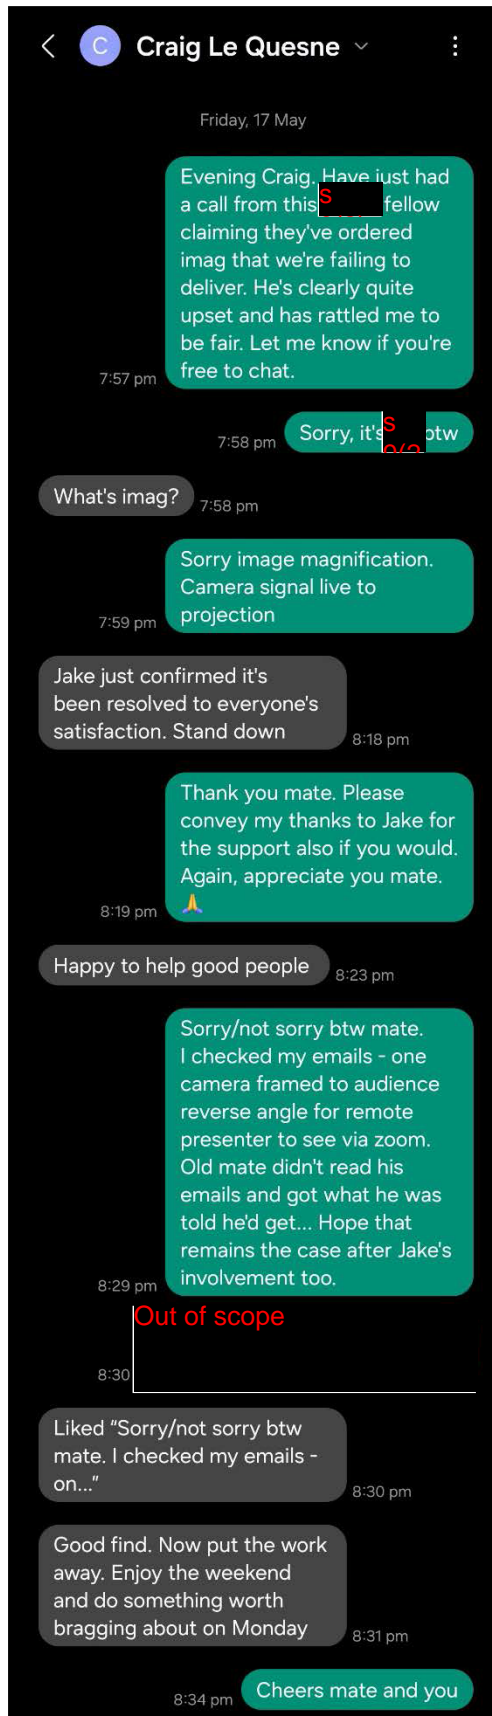 C Craig Le Quesne
Friday, 17 May
Evening Craig. Have just had
a call from this s fellow
claiming they've ordered
imag that we're failing to
deliver. He's clearly quite
upset and has rattled me to
be fair. Let me know if you're
free to chat.
7:57 pm
Sorry, it's s btw
7:58 pm
What's imag?
7:58 pm
Sorry image magnification.
Camera signal live to
projection
7:59 pm
Jake just confirmed it's
been resolved to everyone's
satisfaction. Stand down
8:18 pm
Thank you mate. Please
convey my thanks to Jake for
the support also if you would.
Again, appreciate you mate.
🙏
8:19 pm
Happy to help good people
8:23 pm
Sorry/not sorry btw mate.
I checked my emails - one
camera framed to audience
reverse angle for remote
presenter to see via zoom.
Old mate didn't read his
emails and got what he was
told he'd get... Hope that
remains the case after Jake's
involvement too.
8:29 pm
Out of scope
8:30
Liked “Sorry/not sorry btw
mate. I checked my emails -
on...”
8:30 pm
Good find. Now put the work
away. Enjoy the weekend
and do something worth
bragging about on Monday
8:31 pm
Cheers mate and you
8:34 pm